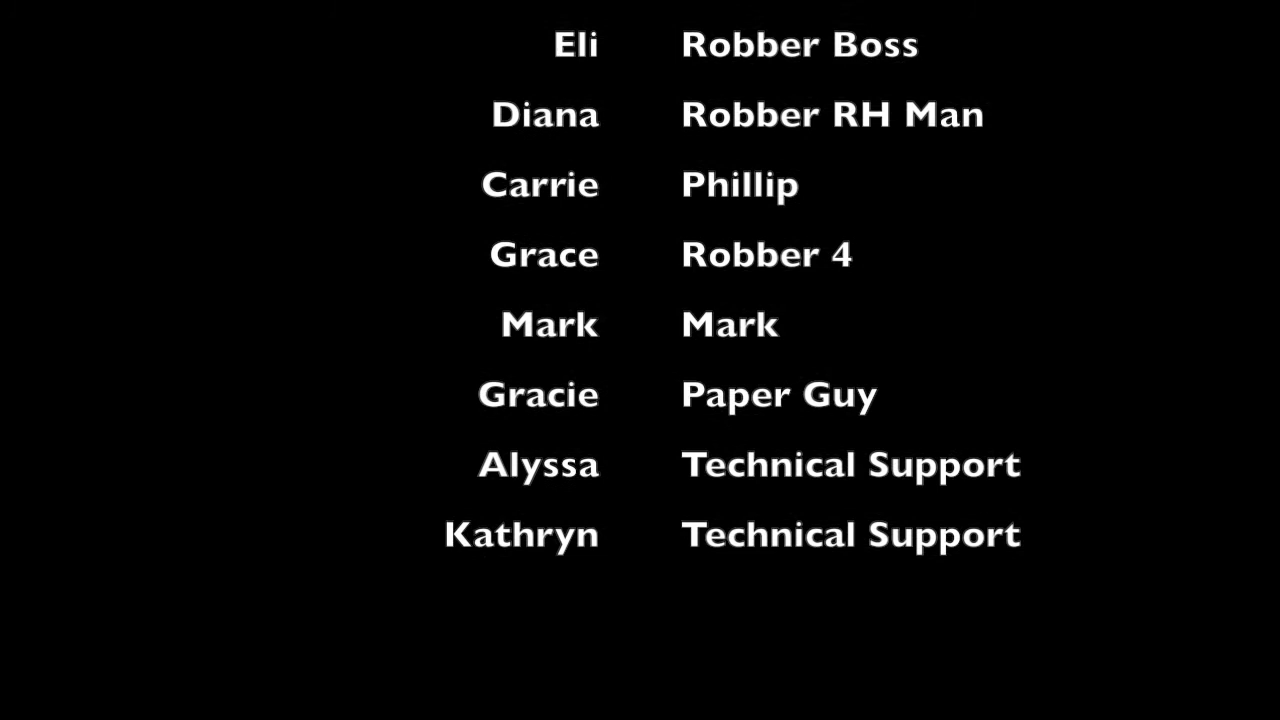 Eli Robber Boss
Diana Robber RH Man
Carrie Phillip
Grace Robber 4
Mark Mark
Gracie Paper Guy
Alyssa Technical Support
Kathryn Technical Support